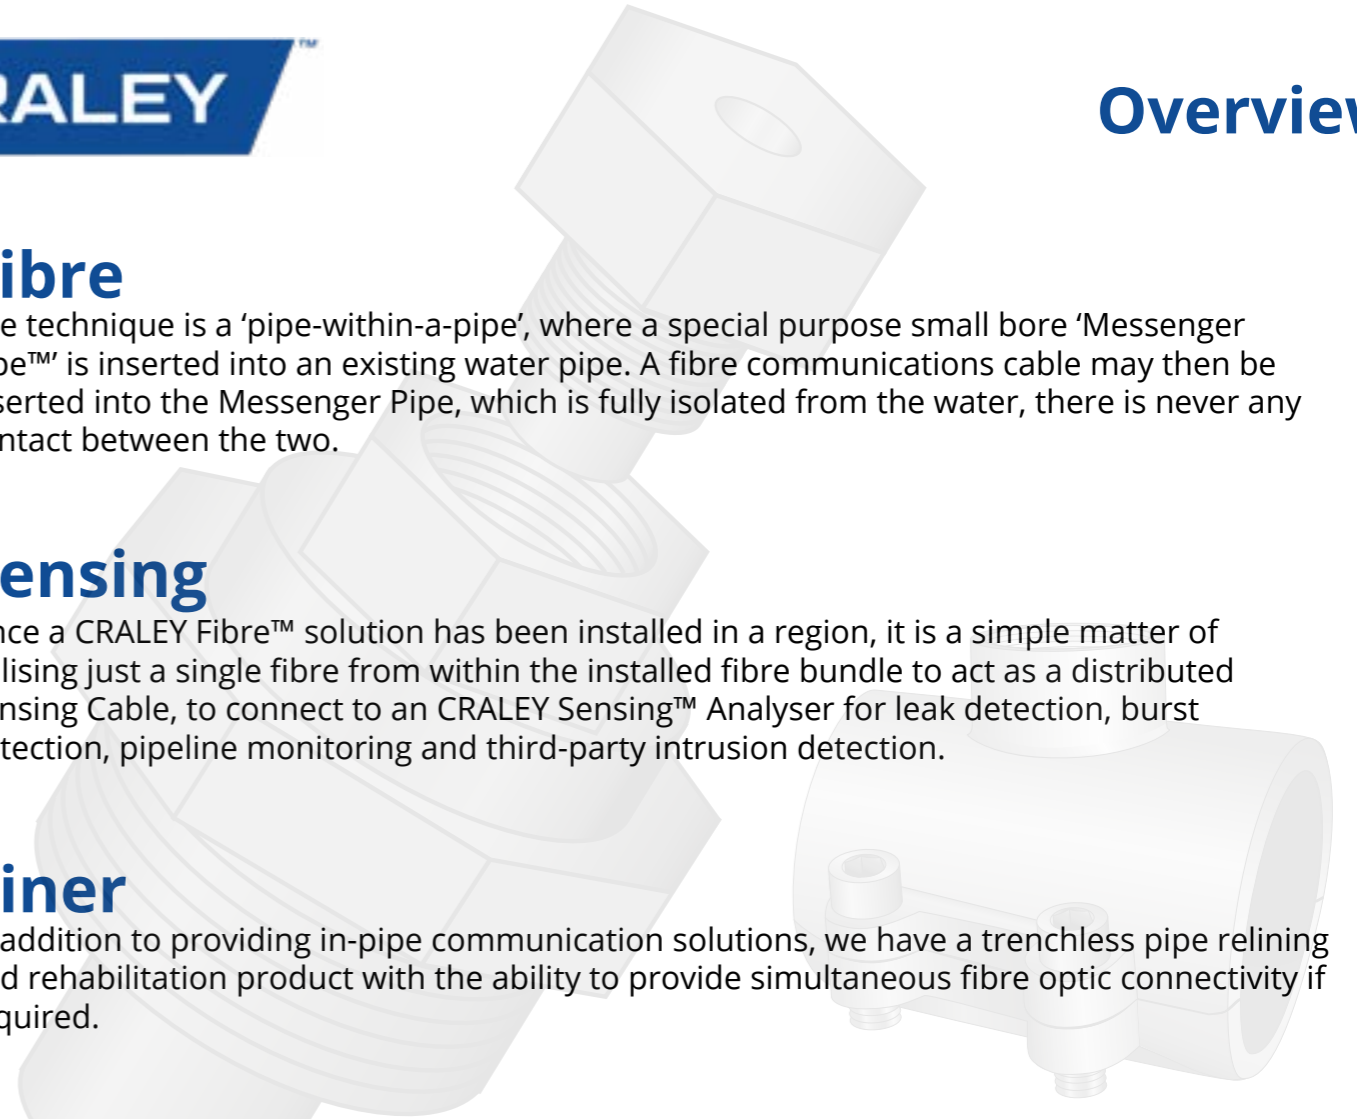 RALEY ™
Overview
ibre
e technique is a ‘pipe-within-a-pipe’, where a special purpose small bore ‘Messenger
pe™’ is inserted into an existing water pipe. A fibre communications cable may then be
serted into the Messenger Pipe, which is fully isolated from the water, there is never any
ntact between the two.
ensing
nce a CRALEY Fibre™ solution has been installed in a region, it is a simple matter of
lising just a single fibre from within the installed fibre bundle to act as a distributed
nsing Cable, to connect to an CRALEY Sensing™ Analyser for leak detection, burst
tection, pipeline monitoring and third-party intrusion detection.
iner
addition to providing in-pipe communication solutions, we have a trenchless pipe relining
d rehabilitation product with the ability to provide simultaneous fibre optic connectivity if
quired.